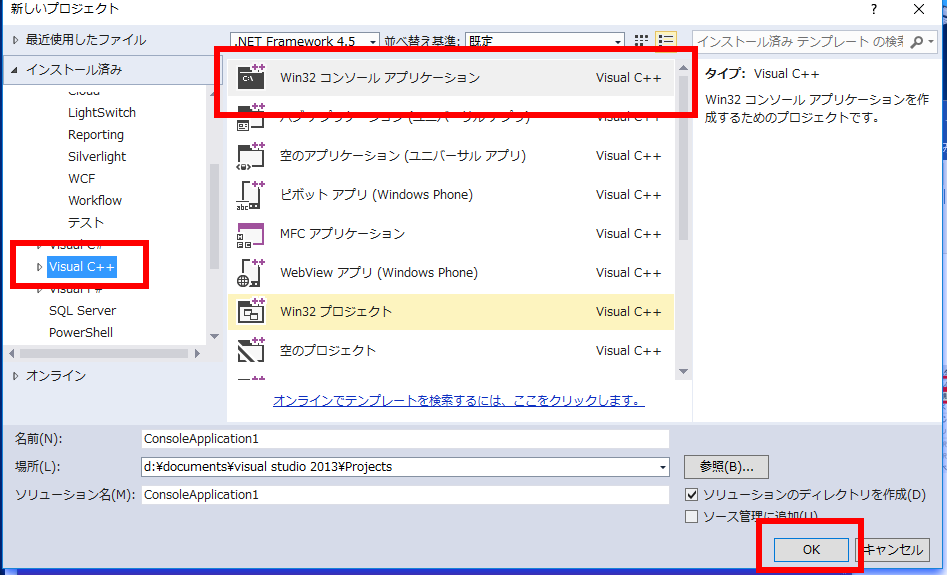 新しいプロジェクト
? ×
▷ 最近使用したファイル
.NET Framework 4.5 並べ替え基準: 既定
インストール済み テンプレート の検索
インストール済み
Cloud
LightSwitch
Reporting
Silverlight
WCF
Workflow
テスト
Visual C#
Visual C++
Visual F#
SQL Server
PowerShell
オンライン
Win32 コンソール アプリケーション Visual C++
ハブ アプリケーション (ユニバーサル アプリ) Visual C++
空のアプリケーション (ユニバーサル アプリ) Visual C++
ピボット アプリ (Windows Phone) Visual C++
MFC アプリケーション Visual C++
WebView アプリ (Windows Phone) Visual C++
Win32 プロジェクト Visual C++
空のプロジェクト Visual C++
オンラインでテンプレートを検索するには、ここをクリックします。
タイプ: Visual C++
Win32 コンソール アプリケーションを作
成するためのプロジェクトです。
名前(N): ConsoleApplication1
場所(L): d:¥documents¥visual studio 2013¥Projects 参照(B)...
ソリューション名(M): ConsoleApplication1 ソリューションのディレクトリを作成(D)
ソース管理に追加(U)
OK キャンセル